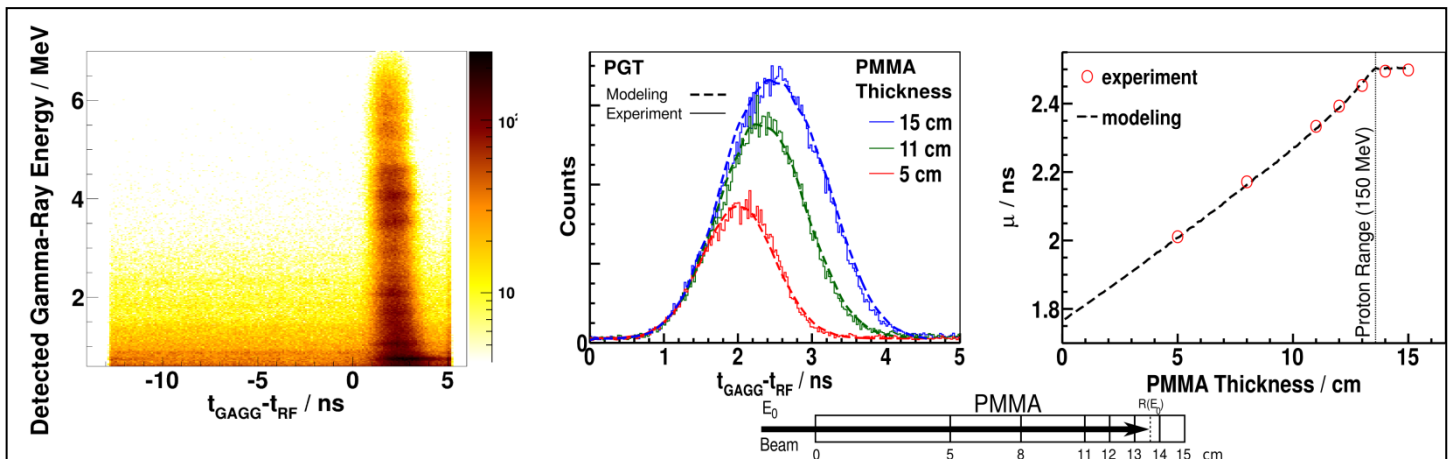 Detected Gamma-Ray Energy / MeV
6
4
2
-10 -5 0 5
t_GAGG-t_RF / ns
10²
10
PGT
Modeling
Experiment
PMMA
Thickness
15 cm
11 cm
5 cm
Counts
0 1 2 3 4 5
t_GAGG-t_RF / ns
experiment
modeling
2.4
2.2
2
1.8
μ / ns
Proton Range (150 MeV)
0 5 10 15
PMMA Thickness / cm
E₀ PMMA R(E₀)
Beam
0 5 8 11 12 13 14 15 cm